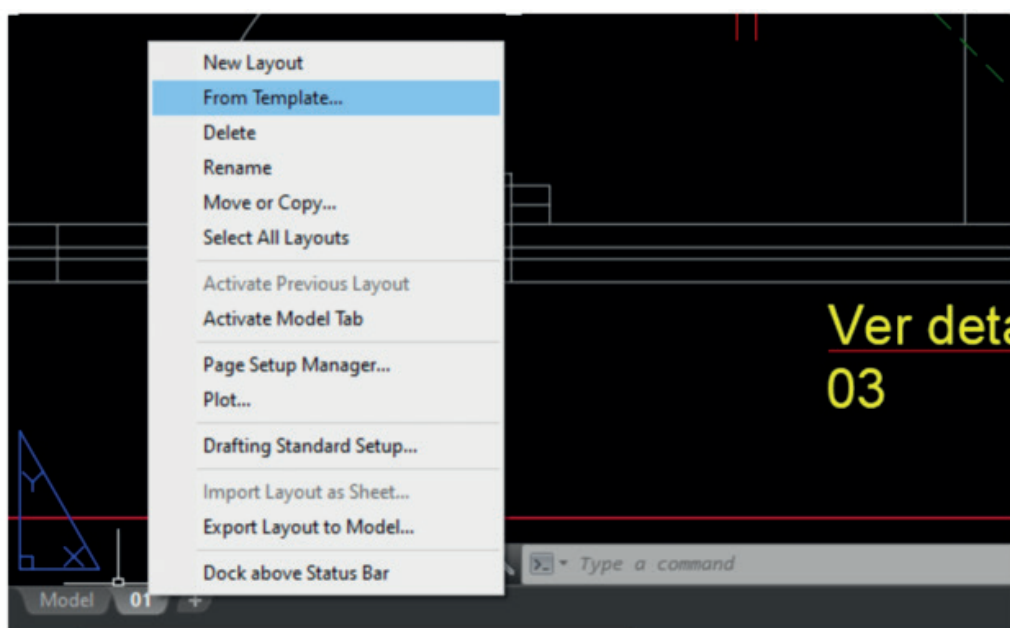 New Layout
From Template...
Delete
Rename
Move or Copy...
Select All Layouts
Activate Previous Layout
Activate Model Tab
Page Setup Manager...
Plot...
Drafting Standard Setup...
Import Layout as Sheet...
Export Layout to Model...
Dock above Status Bar
Ver deta
03
Y
X
Type a command
Model 01 +